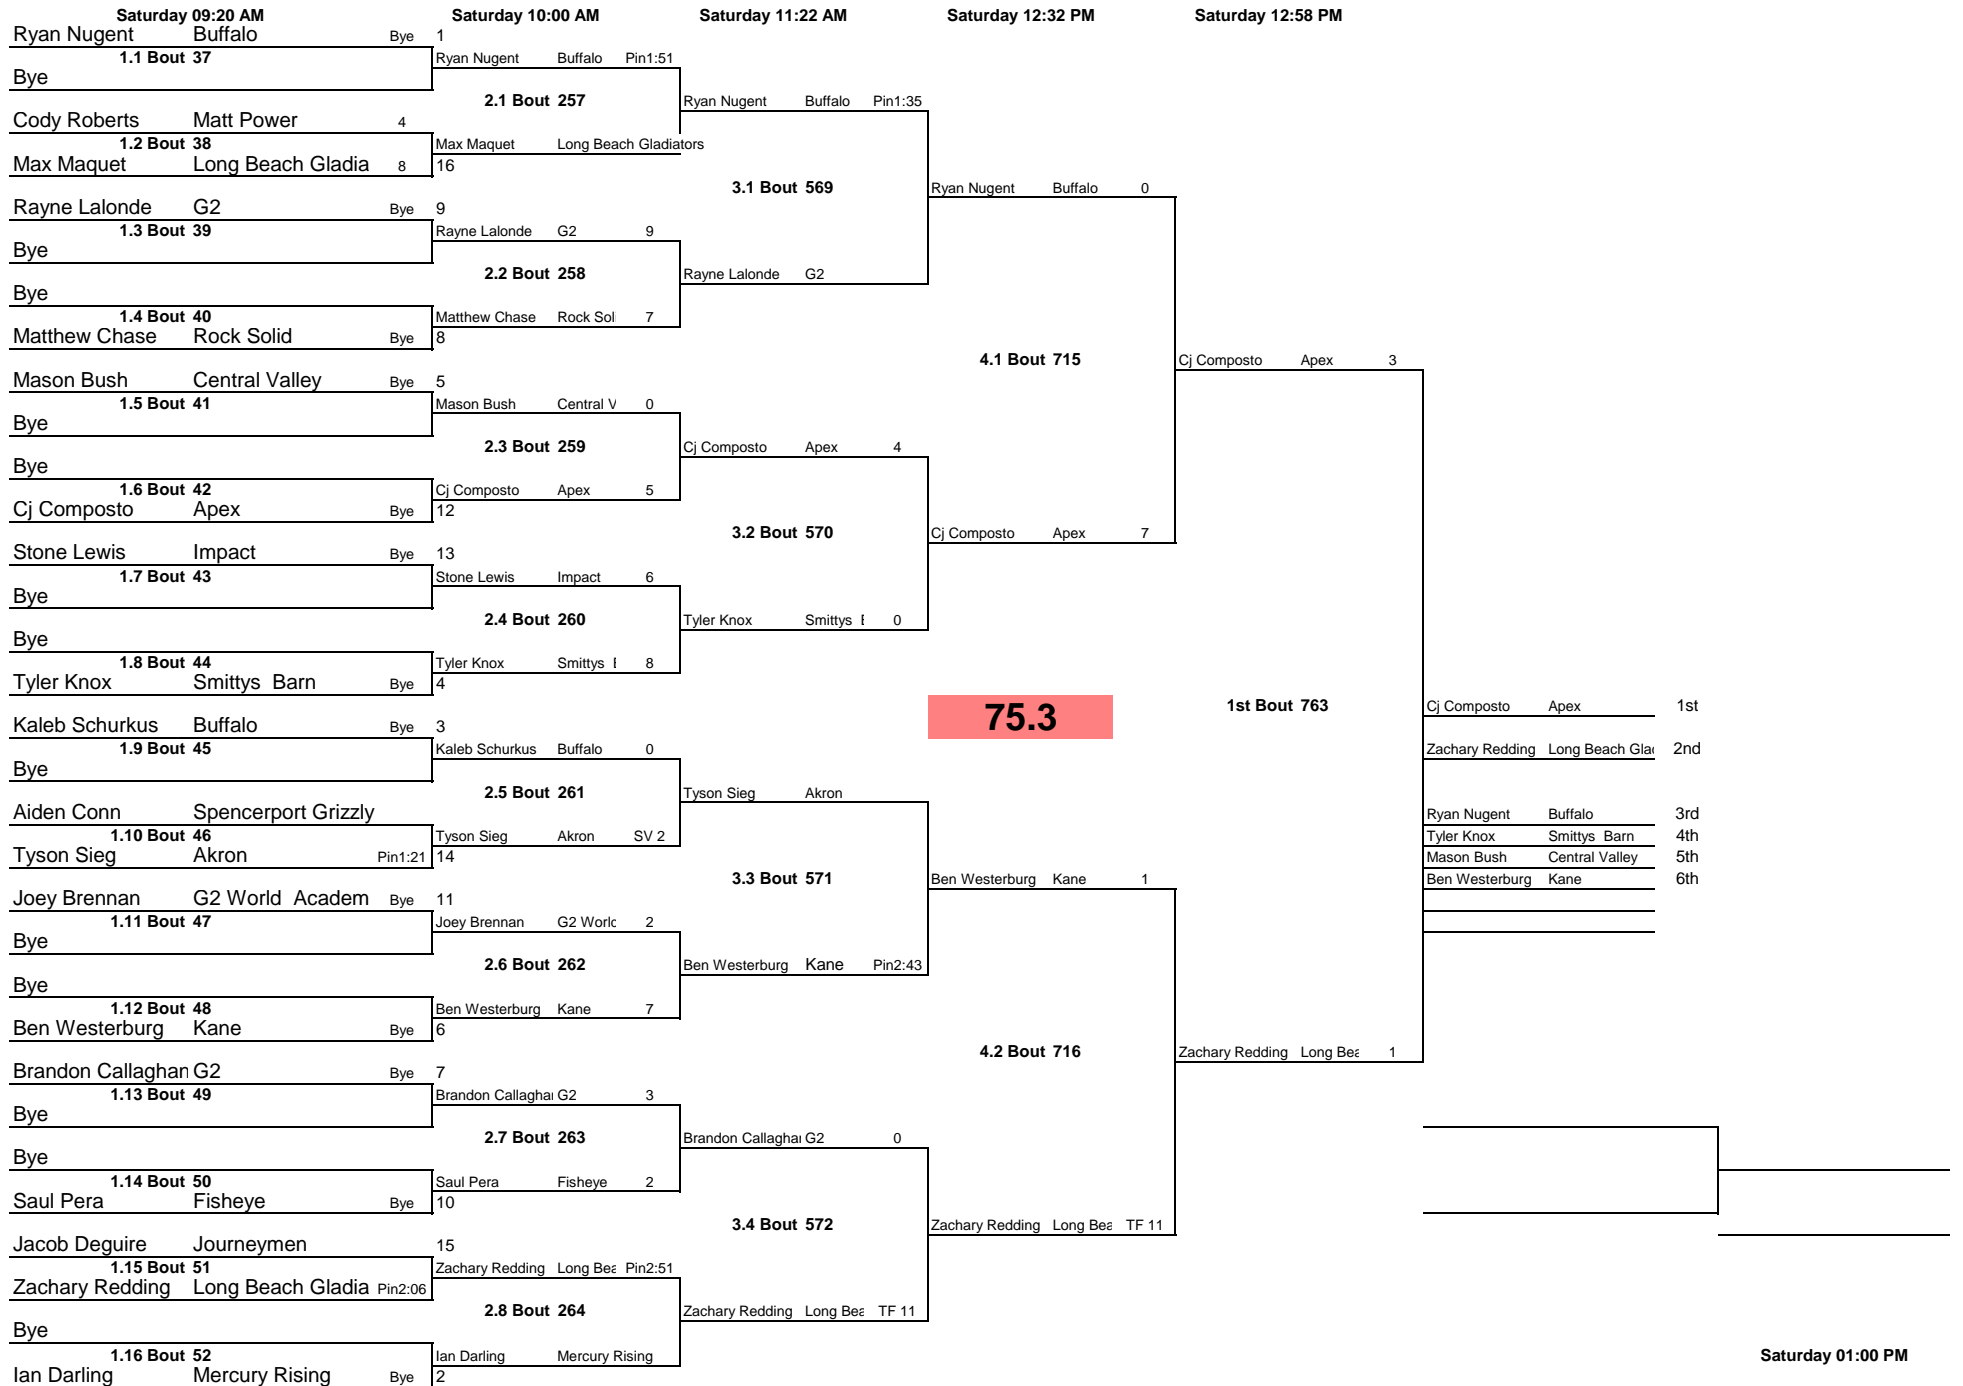 Saturday 09:20 AM Saturday 10:00 AM Saturday 11:22 AM Saturday 12:32 PM Saturday 12:58 PM
Ryan Nugent Buffalo Bye 1
1.1 Bout 37 Ryan Nugent Buffalo Pin1:51
Bye
2.1 Bout 257 Ryan Nugent Buffalo Pin1:35
Cody Roberts Matt Power 4
1.2 Bout 38 Max Maquet Long Beach Gladiators
Max Maquet Long Beach Gladia 8 16
3.1 Bout 569 Ryan Nugent Buffalo 0
Rayne Lalonde G2 Bye 9
1.3 Bout 39 Rayne Lalonde G2 9
Bye
2.2 Bout 258 Rayne Lalonde G2
Bye
1.4 Bout 40 Matthew Chase Rock Sol 7
Matthew Chase Rock Solid Bye 8
4.1 Bout 715 Cj Composto Apex 3
Mason Bush Central Valley Bye 5
1.5 Bout 41 Mason Bush Central V 0
Bye
2.3 Bout 259 Cj Composto Apex 4
Bye
1.6 Bout 42 Cj Composto Apex 5
Cj Composto Apex Bye 12
3.2 Bout 570 Cj Composto Apex 7
Stone Lewis Impact Bye 13
1.7 Bout 43 Stone Lewis Impact 6
Bye
2.4 Bout 260 Tyler Knox Smittys 0
Bye
1.8 Bout 44 Tyler Knox Smittys 8
Tyler Knox Smittys Barn Bye 4
75.3 1st Bout 763 Cj Composto Apex 1st
Kaleb Schurkus Buffalo Bye 3
1.9 Bout 45 Kaleb Schurkus Buffalo 0 Zachary Redding Long Beach Gla 2nd
Bye
2.5 Bout 261 Tyson Sieg Akron
Aiden Conn Spencerport Grizzly Ryan Nugent Buffalo 3rd
1.10 Bout 46 Tyson Sieg Akron SV 2 Tyler Knox Smittys Barn 4th
Tyson Sieg Akron Pin1:21 14 Mason Bush Central Valley 5th
3.3 Bout 571 Ben Westerburg Kane 1 Ben Westerburg Kane 6th
Joey Brennan G2 World Academ Bye 11
1.11 Bout 47 Joey Brennan G2 World 2
Bye
2.6 Bout 262 Ben Westerburg Kane Pin2:43
Bye
1.12 Bout 48 Ben Westerburg Kane 7
Ben Westerburg Kane Bye 6
4.2 Bout 716 Zachary Redding Long Bea 1
Brandon Callaghan G2 Bye 7
1.13 Bout 49 Brandon Callagha G2 3
Bye
2.7 Bout 263 Brandon Callaghan G2 0
Bye
1.14 Bout 50 Saul Pera Fisheye 2
Saul Pera Fisheye Bye 10
3.4 Bout 572 Zachary Redding Long Bea TF 11
Jacob Deguire Journeymen 15
1.15 Bout 51 Zachary Redding Long Bea Pin2:51
Zachary Redding Long Beach Gladia Pin2:06
2.8 Bout 264 Zachary Redding Long Bea TF 11
Bye
1.16 Bout 52 Ian Darling Mercury Rising Saturday 01:00 PM
Ian Darling Mercury Rising Bye 2